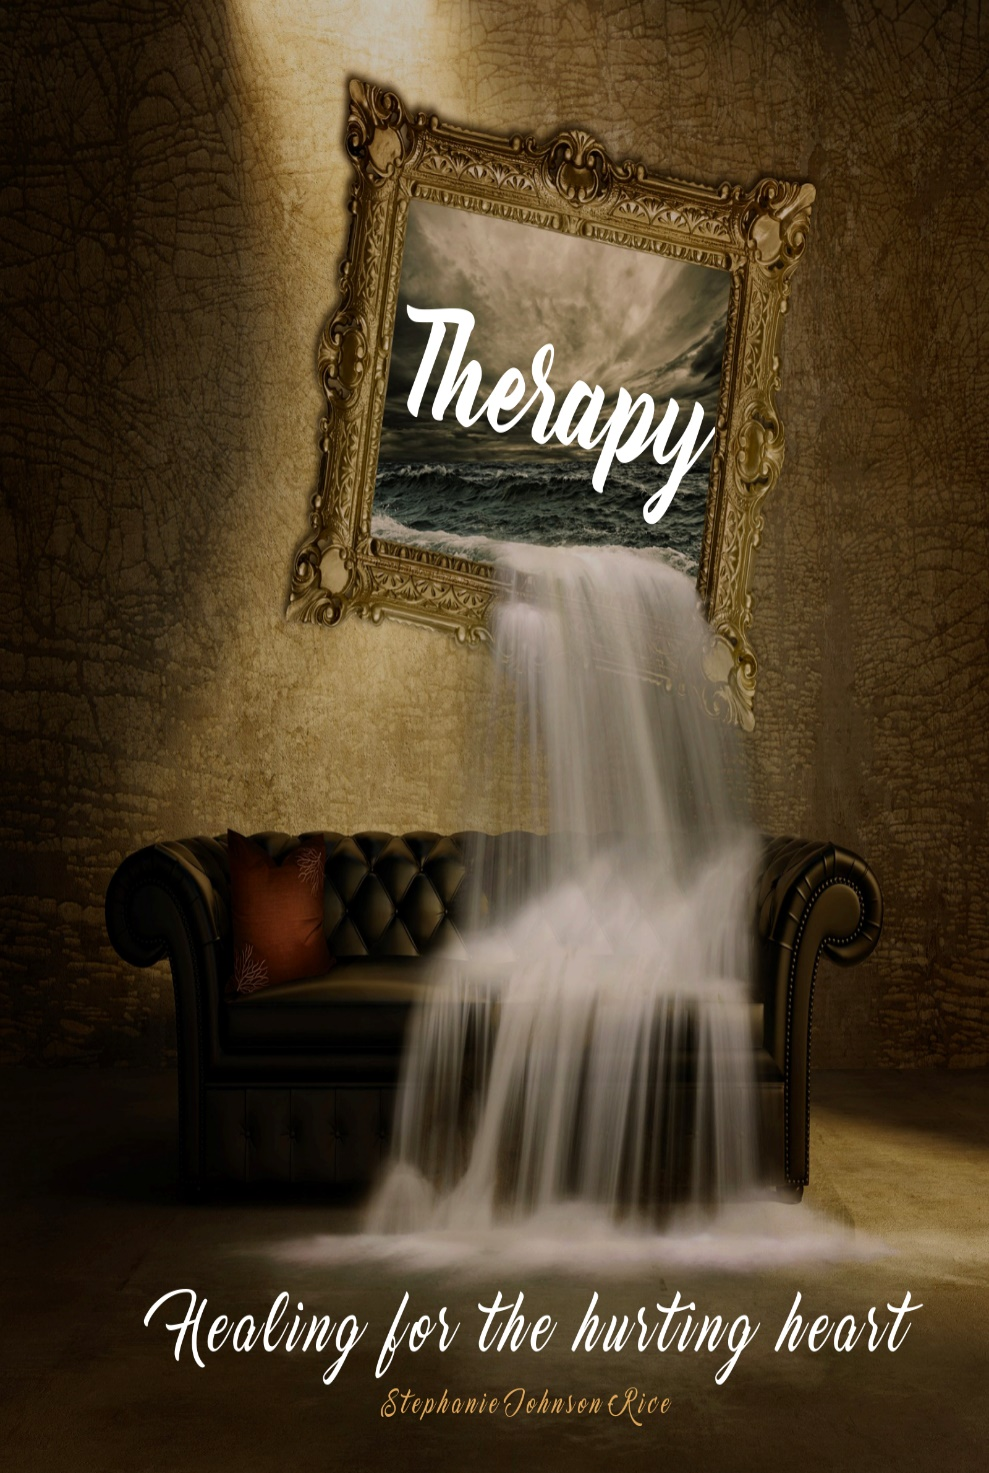 Therapy
Healing for the hurting heart
Stephanie Johnson Rice